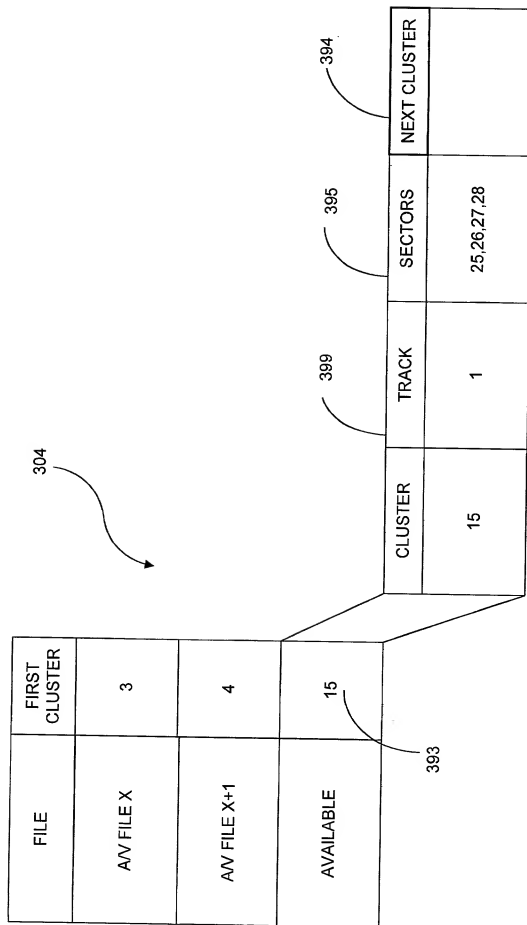 304
FILE
FIRST
CLUSTER
A/V FILE X
3
A/V FILE X+1
4
AVAILABLE
15
393
399
395
394
CLUSTER
TRACK
SECTORS
NEXT CLUSTER
15
1
25,26,27,28